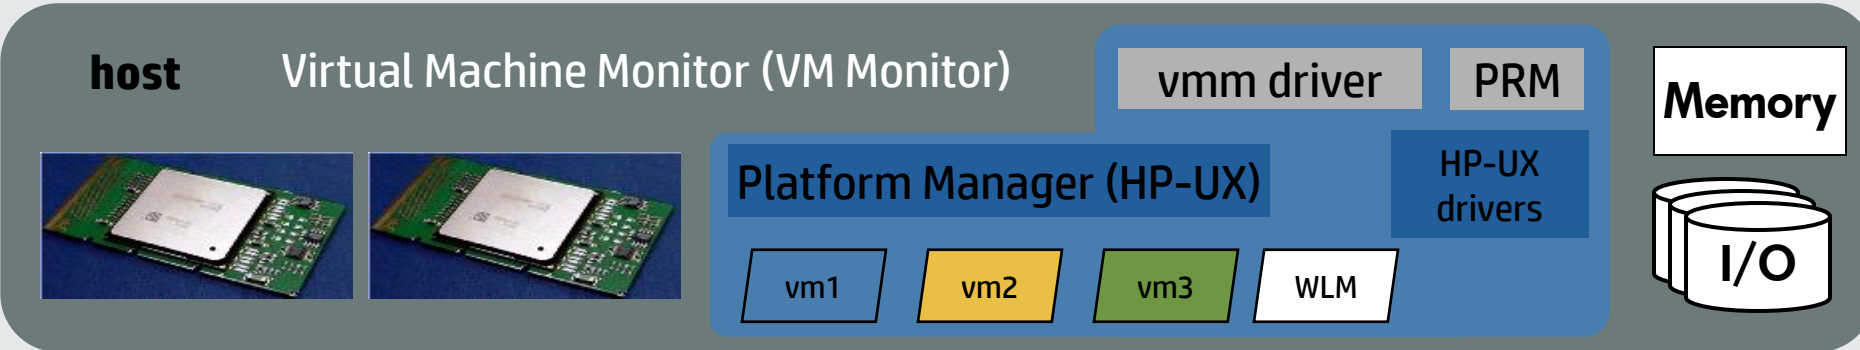 host
Virtual Machine Monitor (VM Monitor)
vmm driver
PRM
Memory
Platform Manager (HP-UX)
HP-UX
drivers
vm1
vm2
vm3
WLM
I/O